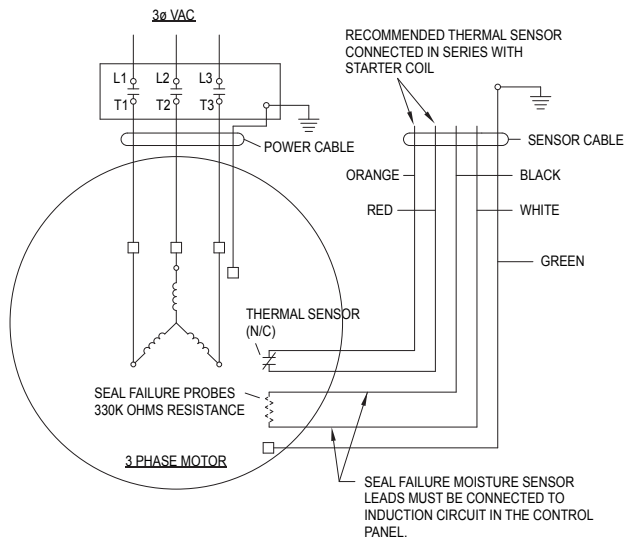 3ø VAC
RECOMMENDED THERMAL SENSOR
CONNECTED IN SERIES WITH
STARTER COIL
L1
L2
L3
T1
T2
T3
POWER CABLE
SENSOR CABLE
ORANGE
BLACK
RED
WHITE
GREEN
THERMAL SENSOR
(N/C)
SEAL FAILURE PROBES
330K OHMS RESISTANCE
3 PHASE MOTOR
SEAL FAILURE MOISTURE SENSOR
LEADS MUST BE CONNECTED TO
INDUCTION CIRCUIT IN THE CONTROL
PANEL.